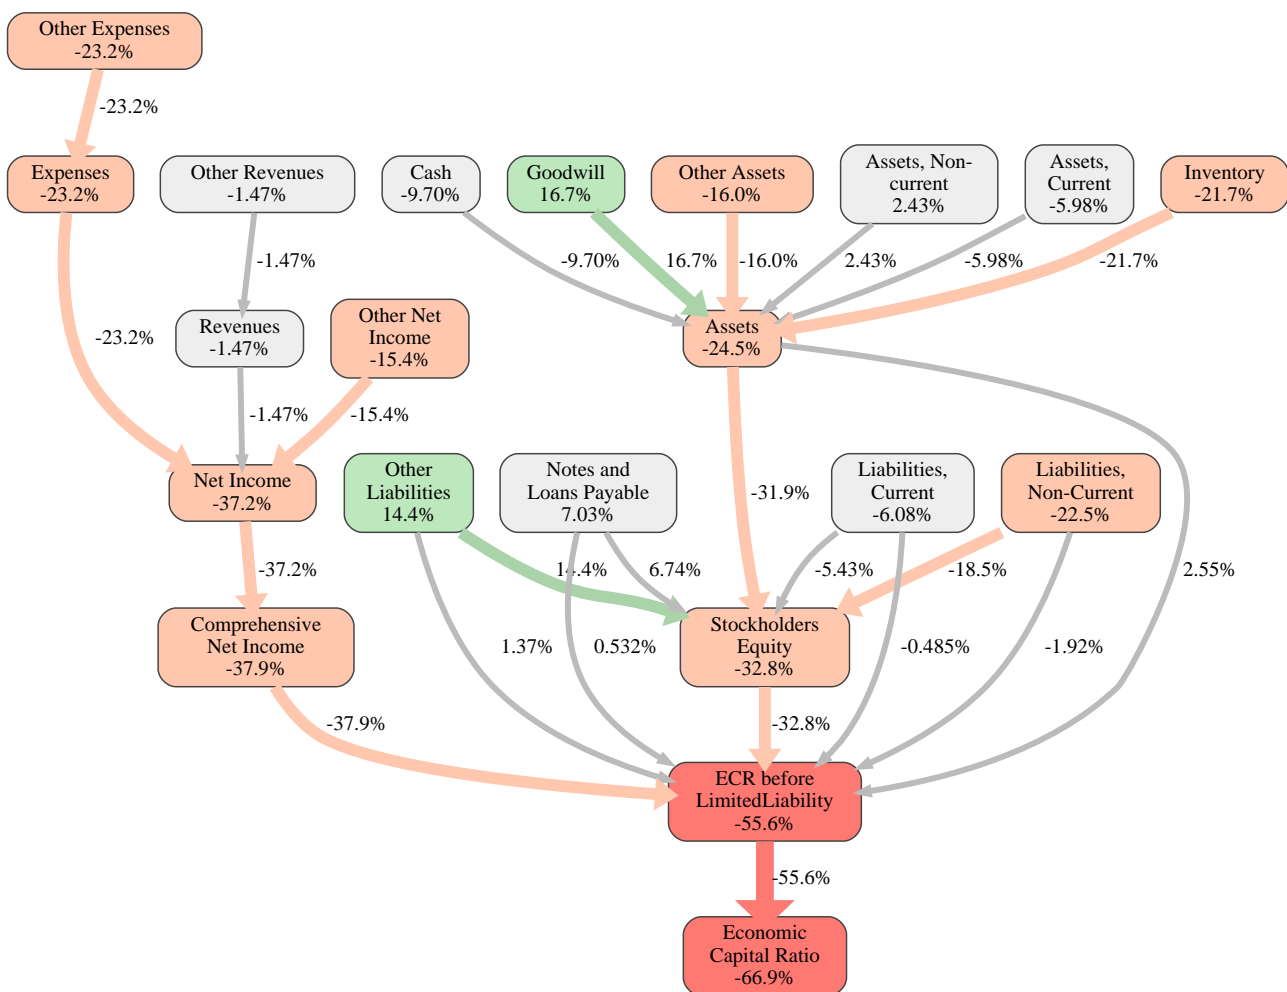 Other Expenses
-23.2%
-23.2%
Expenses
-23.2%
Other Revenues
-1.47%
Cash
-9.70%
Goodwill
16.7%
Other Assets
-16.0%
Assets, Non-
current
2.43%
Assets,
Current
-5.98%
Inventory
-21.7%
-1.47%
-9.70%
16.7%
-16.0%
2.43%
-5.98%
-21.7%
-23.2%
Revenues
-1.47%
Other Net
Income
-15.4%
Assets
-24.5%
-1.47%
-15.4%
Net Income
-37.2%
Other
Liabilities
14.4%
Notes and
Loans Payable
7.03%
-31.9%
Liabilities,
Current
-6.08%
Liabilities,
Non-Current
-22.5%
-37.2%
14.4%
6.74%
-5.43%
-18.5%
2.55%
Comprehensive
Net Income
-37.9%
1.37%
0.532%
Stockholders
Equity
-32.8%
-0.485%
-1.92%
-37.9%
-32.8%
ECR before
LimitedLiability
-55.6%
-55.6%
Economic
Capital Ratio
-66.9%